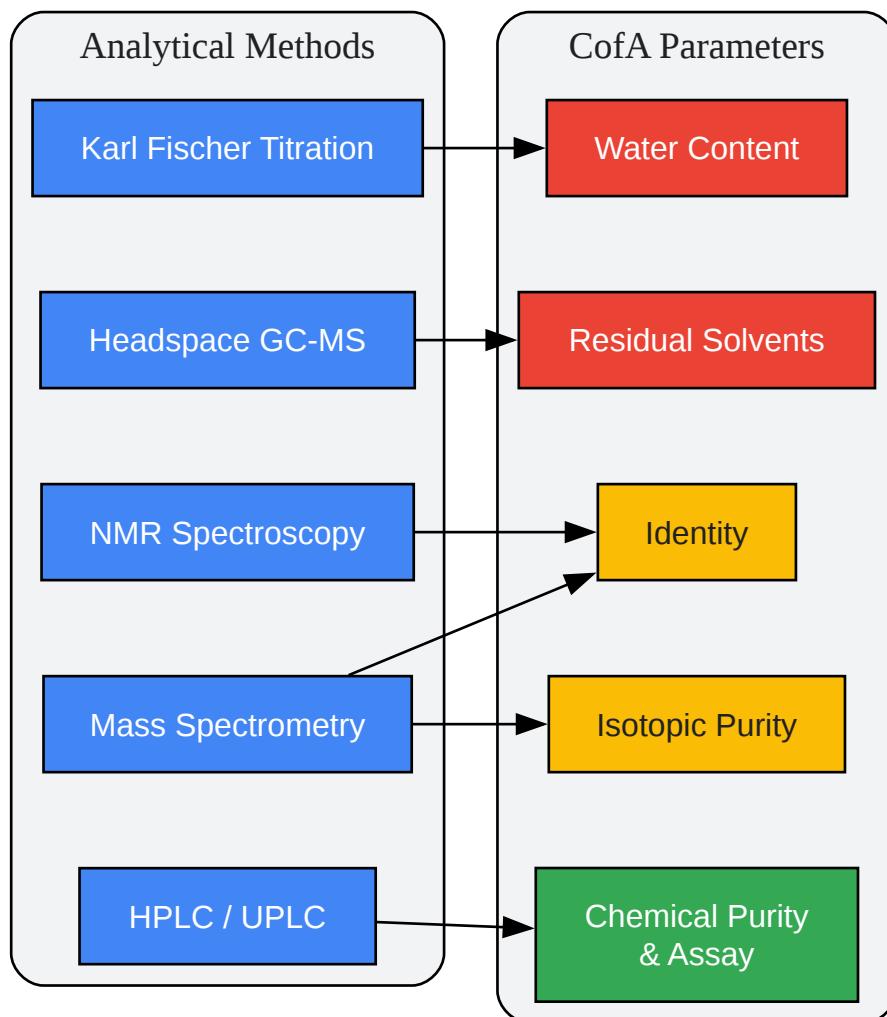 Analytical Methods
CofA Parameters
Karl Fischer Titration
Water Content
Headspace GC-MS
Residual Solvents
NMR Spectroscopy
Identity
Mass Spectrometry
Isotopic Purity
HPLC / UPLC
Chemical Purity
& Assay